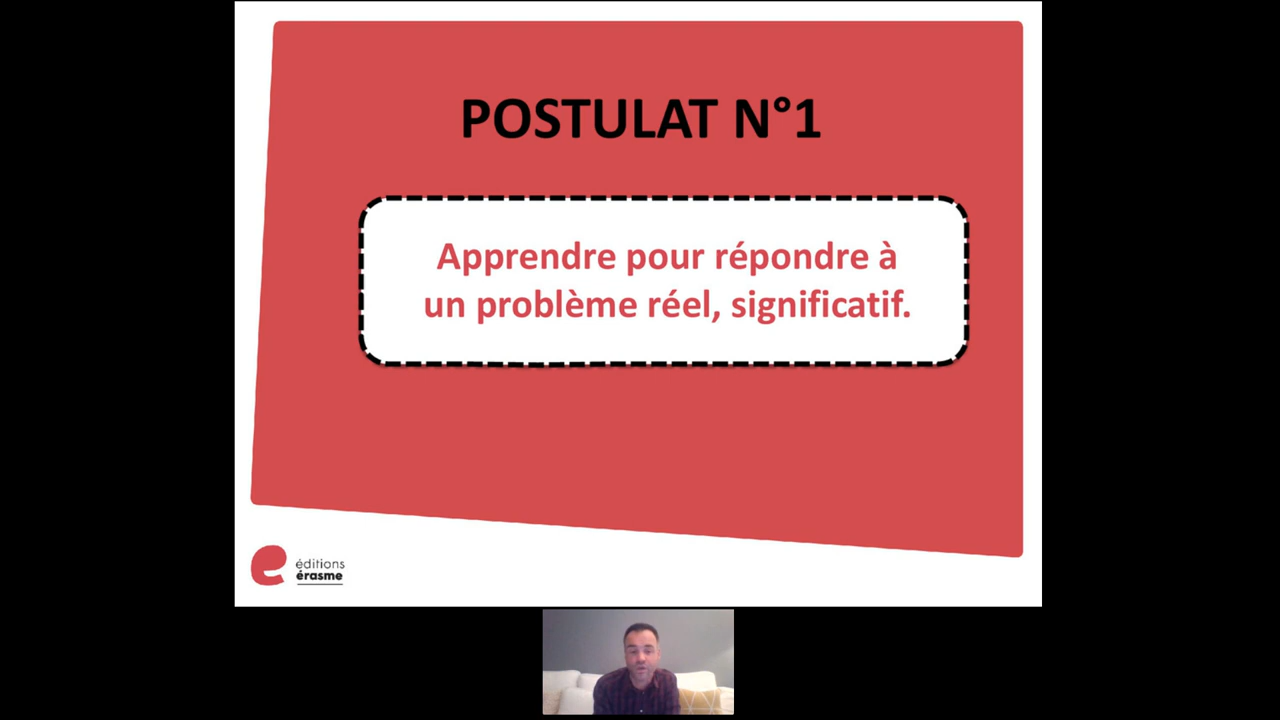 POSTULAT N°1
Apprendre pour répondre à
un problème réel, significatif.
éditions
érasme